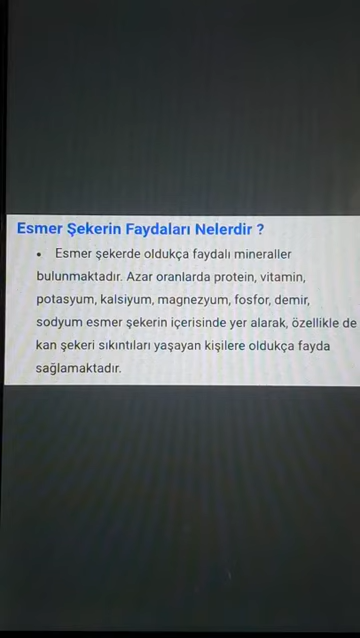 Esmer Şekerin Faydaları Nelerdir ?
• Esmer şekerde oldukça faydalı mineraller
bulunmaktadır. Azar oranlarda protein, vitamin,
potasyum, kalsiyum, magnezyum, fosfor, demir,
sodyum esmer şekerin içerisinde yer alarak, özellikle de
kan şekeri sıkıntıları yaşayan kişilere oldukça fayda
sağlamaktadır.